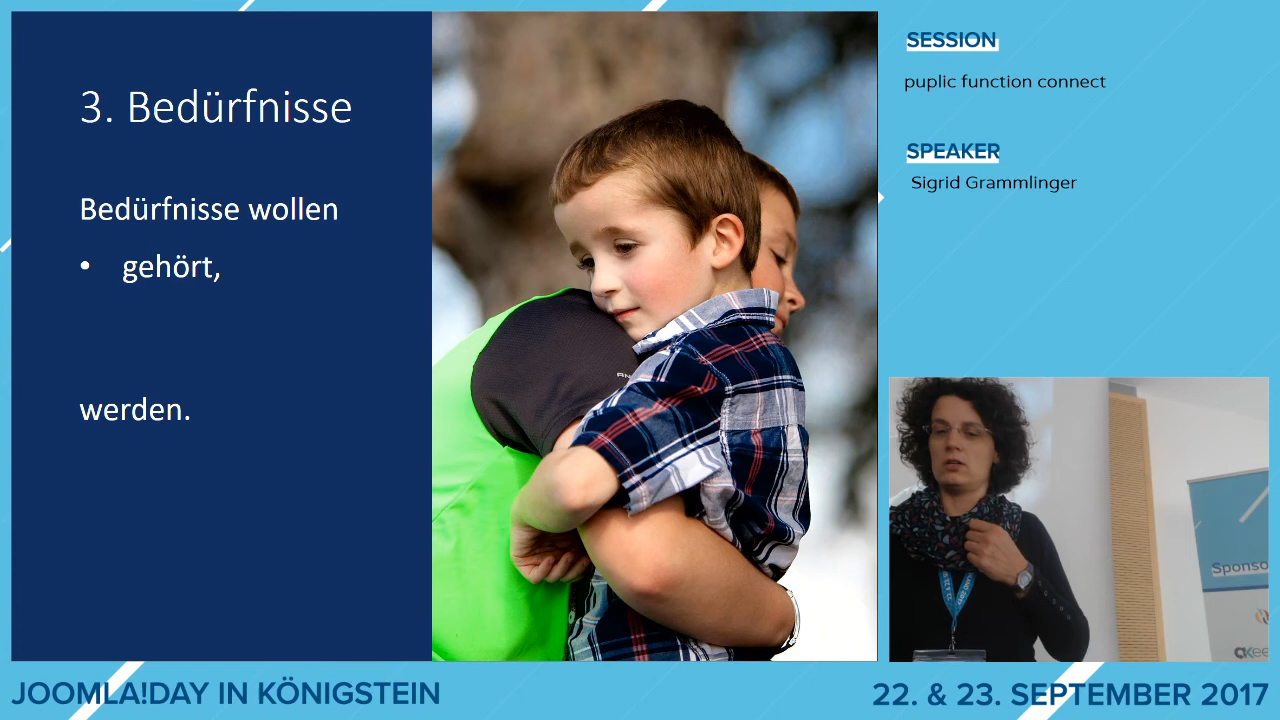 3. Bedürfnisse
Bedürfnisse wollen
• gehört,
werden.
SESSION
puplic function connect
SPEAKER
Sigrid Grammlinger
JOOMLA!DAY IN KÖNIGSTEIN
22. & 23. SEPTEMBER 2017